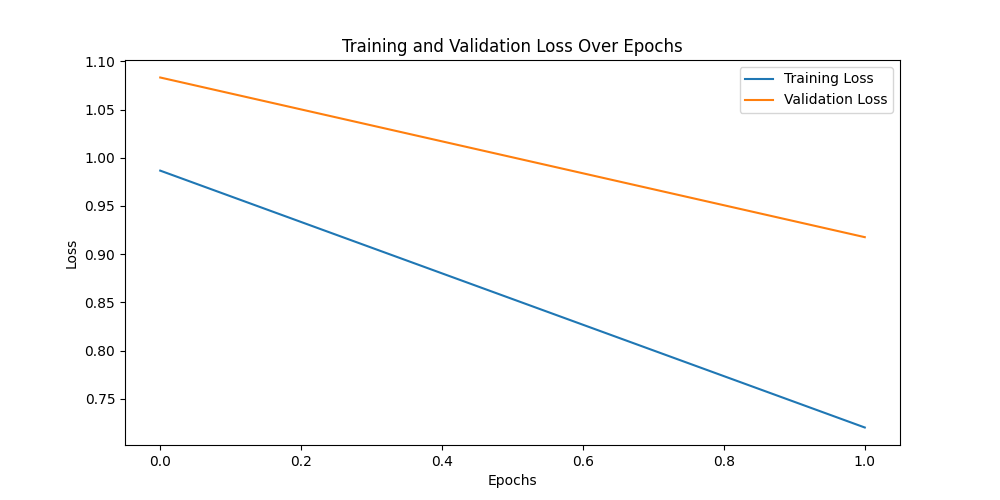 Training and Validation Loss Over Epochs
Training Loss
Validation Loss
1.10
1.05
1.00
0.95
0.90
0.85
0.80
0.75
Loss
0.0 0.2 0.4 0.6 0.8 1.0
Epochs